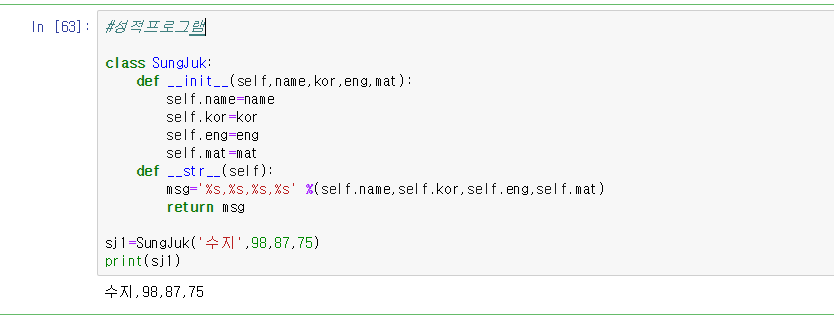 In [63]:
#성적프로그램
class SungJuk:
    def __init__(self,name,kor,eng,mat):
        self.name=name
        self.kor=kor
        self.eng=eng
        self.mat=mat
    def __str__(self):
        msg='%s,%s,%s,%s' %(self.name,self.kor,self.eng,self.mat)
        return msg
sj1=SungJuk('수지',98,87,75)
print(sj1)
수지,98,87,75